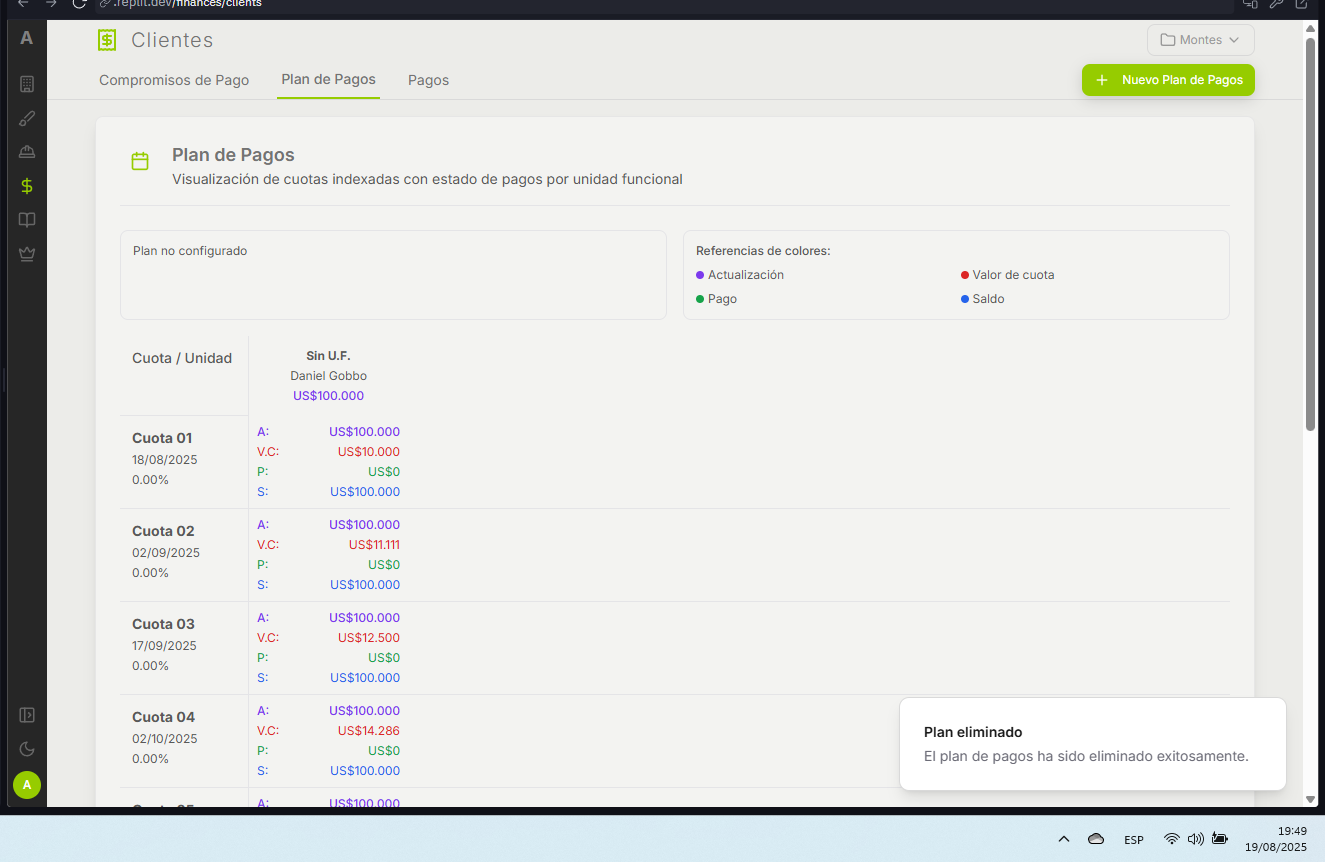 .replit.dev/finances/clients
A
Clientes
Montes
Compromisos de Pago
Plan de Pagos
Pagos
Nuevo Plan de Pagos
Plan de Pagos
Visualización de cuotas indexadas con estado de pagos por unidad funcional
Plan no configurado
Referencias de colores:
Actualización
Valor de cuota
Pago
Saldo
Cuota / Unidad
Sin U.F.
Daniel Gobbo
US$100.000
Cuota 01
18/08/2025
0.00%
A: US$100.000
V.C: US$10.000
P: US$0
S: US$100.000
Cuota 02
02/09/2025
0.00%
A: US$100.000
V.C: US$11.111
P: US$0
S: US$100.000
Cuota 03
17/09/2025
0.00%
A: US$100.000
V.C: US$12.500
P: US$0
S: US$100.000
Cuota 04
02/10/2025
0.00%
A: US$100.000
V.C: US$14.286
P: US$0
S: US$100.000
Cuota 05
A: US$100.000
Plan eliminado
El plan de pagos ha sido eliminado exitosamente.
A
ESP
19:49
19/08/2025